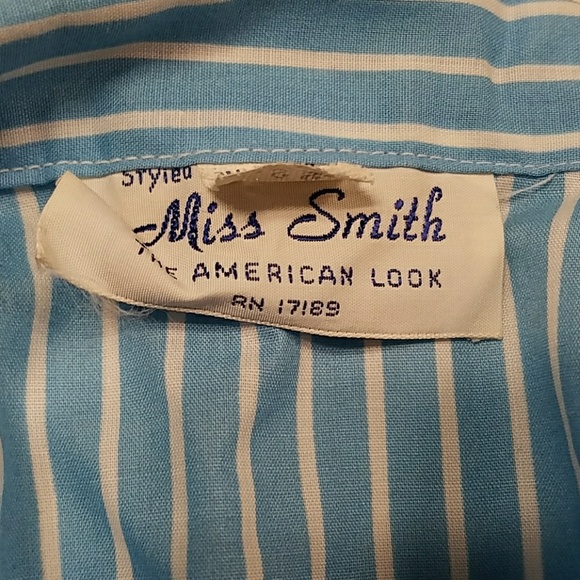 Styled
Miss Smith
THE AMERICAN LOOK
RN 17189